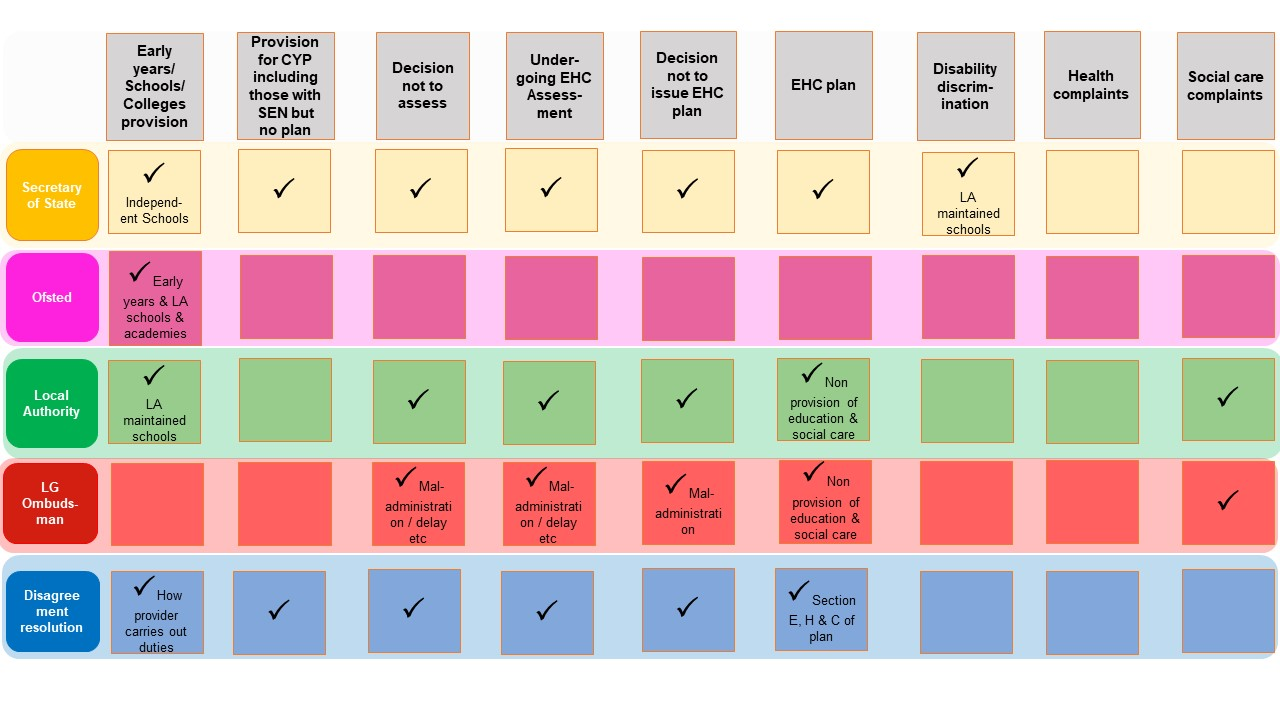 Early
years/
Schools/
Colleges
provision
Provision
for CYP
including
those with
SEN but
no plan
Decision
not to
assess
Under-
going EHC
Assess-
ment
Decision
not to
issue EHC
plan
EHC plan
Disability
discrim-
ination
Health
complaints
Social care
complaints
Secretary
of State
✓
Independ-
ent Schools
✓
✓
✓
✓
✓
✓
LA
maintained
schools
Ofsted
✓ Early
years & LA
schools &
academies
Local
Authority
✓
LA
maintained
schools
✓
✓
✓
✓ Non
provision of
education &
social care
✓
LG
Ombuds-
man
✓ Mal-
administrati
on / delay
etc
✓ Mal-
administrati
on / delay
etc
✓ Mal-
administrati
on
✓ Non
provision of
education &
social care
✓
Disagree
ment
resolution
✓ How
provider
carries out
duties
✓
✓
✓
✓
✓ Section
E, H & C of
plan